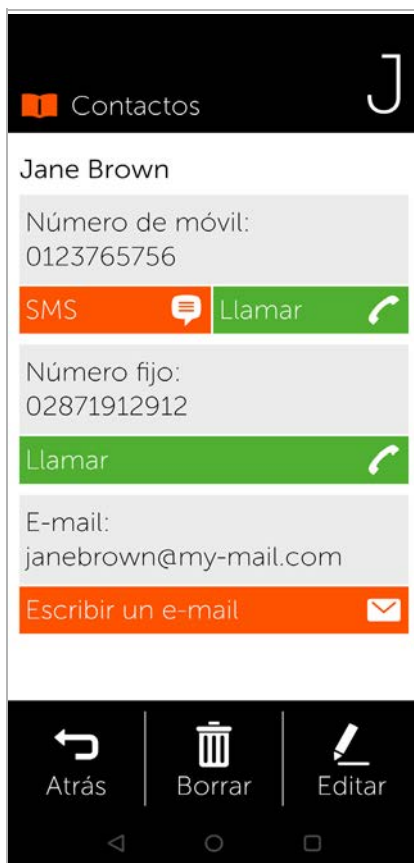 Contactos
J
Jane Brown
Número de móvil:
0123765756
SMS
Llamar
Número fijo:
02871912912
Llamar
E-mail:
janebrown@my-mail.com
Escribir un e-mail
Atrás
Borrar
Editar